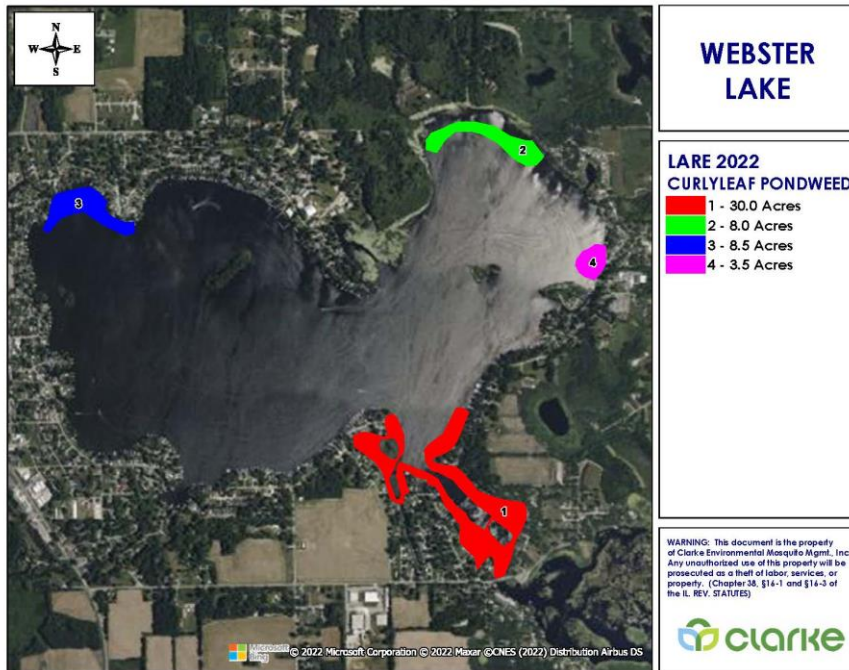 N
W E
S
WEBSTER
LAKE
LARE 2022
CURLYLEAF PONDWEED
1 - 30.0 Acres
2 - 8.0 Acres
3 - 8.5 Acres
4 - 3.5 Acres
2
3
4
1
WARNING: This document is the property
of Clarke Environmental Mosquito Mgmt., Inc
Any unauthorized use of this property will be
prosecuted as a theft of labor, services, or
property. (Chapter 38, §16-1 and §16-3 of
the IL. REV. STATUTES)
Microsoft
Bing
© 2022 Microsoft Corporation © 2022 Maxar ©CNES (2022) Distribution Airbus DS
clarke